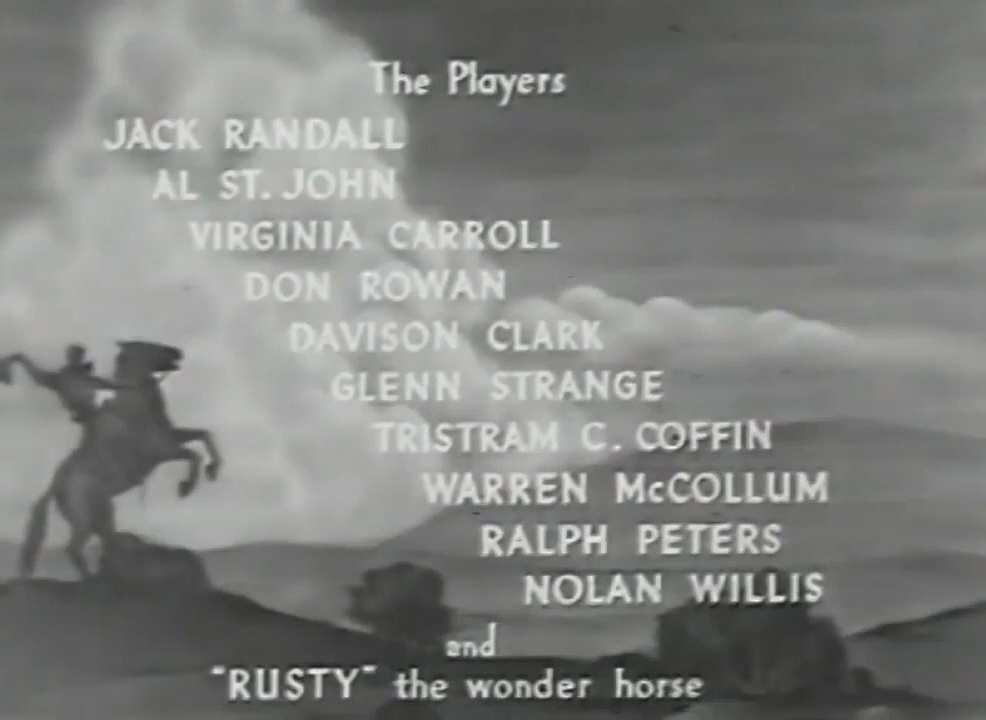 The Players
JACK RANDALL
AL ST. JOHN
VIRGINIA CARROLL
DON ROWAN
DAVISON CLARK
GLENN STRANGE
TRISTRAM C. COFFIN
WARREN McCOLLUM
RALPH PETERS
NOLAN WILLIS
and
"RUSTY" the wonder horse